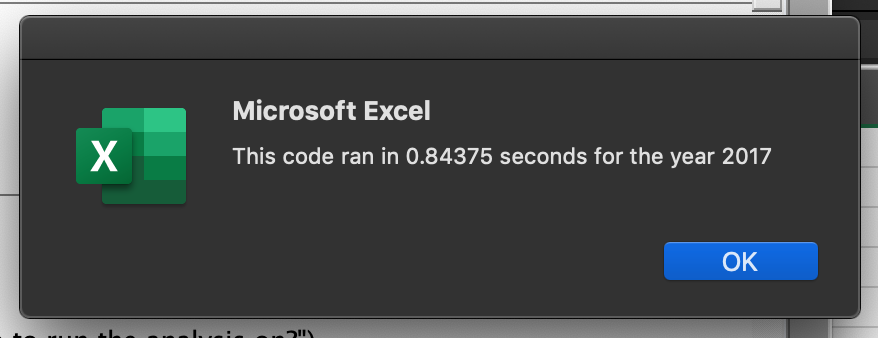 Microsoft Excel
X
This code ran in 0.84375 seconds for the year 2017
OK
to run the analysis on?")